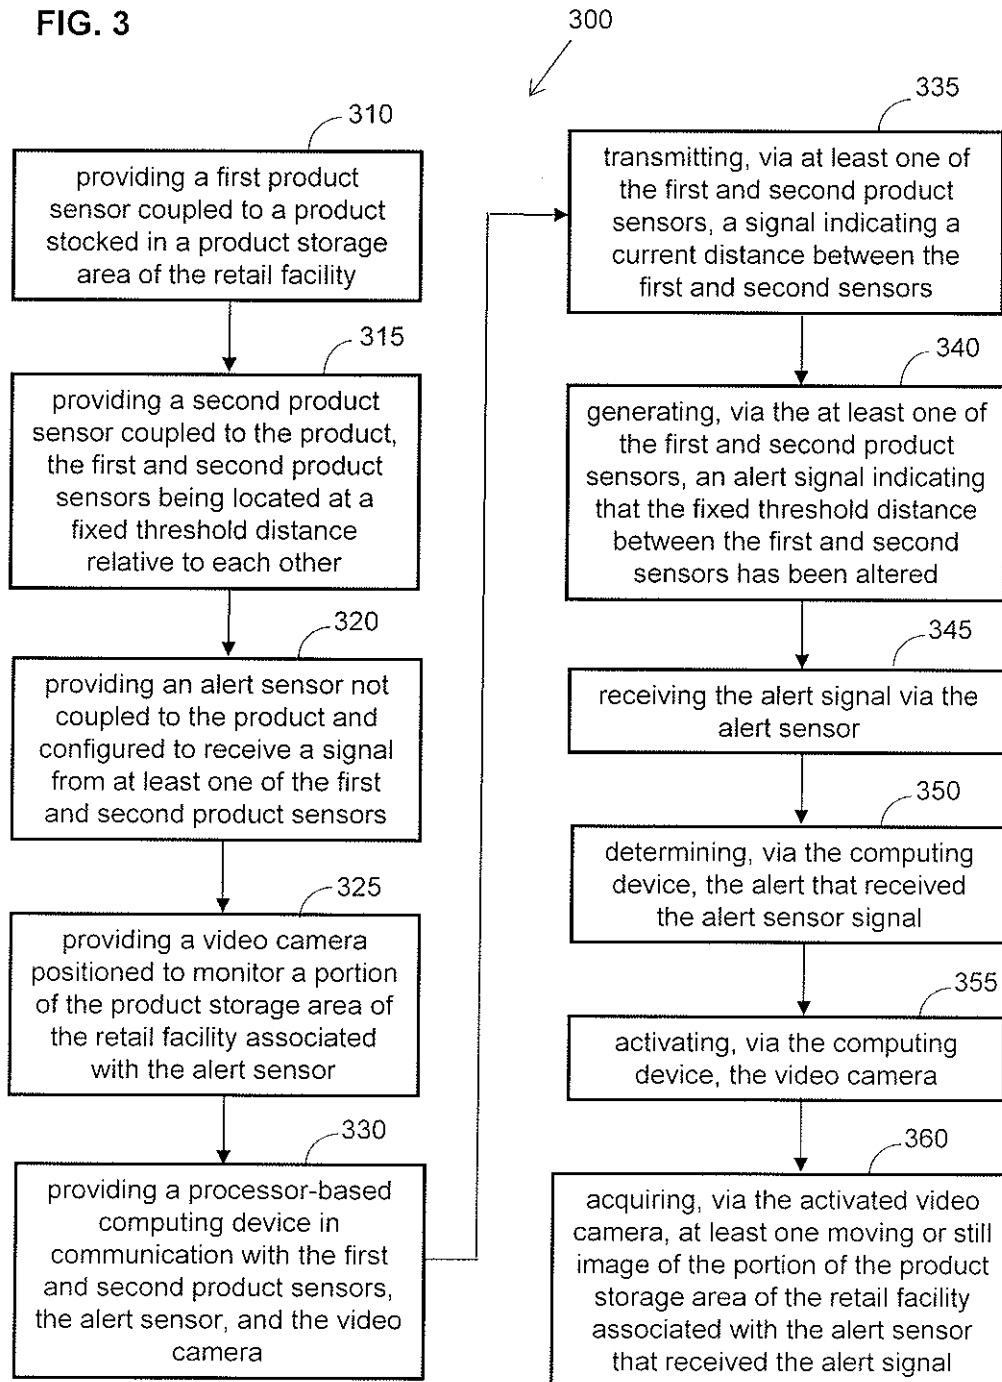 FIG. 3
300
310
providing a first product
sensor coupled to a product
stocked in a product storage
area of the retail facility
315
providing a second product
sensor coupled to the product,
the first and second product
sensors being located at a
fixed threshold distance
relative to each other
320
providing an alert sensor not
coupled to the product and
configured to receive a signal
from at least one of the first
and second product sensors
325
providing a video camera
positioned to monitor a portion
of the product storage area of
the retail facility associated
with the alert sensor
330
providing a processor-based
computing device in
communication with the first
and second product sensors,
the alert sensor, and the video
camera
335
transmitting, via at least one of
the first and second product
sensors, a signal indicating a
current distance between the
first and second sensors
340
generating, via the at least one of
the first and second product
sensors, an alert signal indicating
that the fixed threshold distance
between the first and second
sensors has been altered
345
receiving the alert signal via the
alert sensor
350
determining, via the computing
device, the alert that received
the alert sensor signal
355
activating, via the computing
device, the video camera
360
acquiring, via the activated video
camera, at least one moving or still
image of the portion of the product
storage area of the retail facility
associated with the alert sensor
that received the alert signal